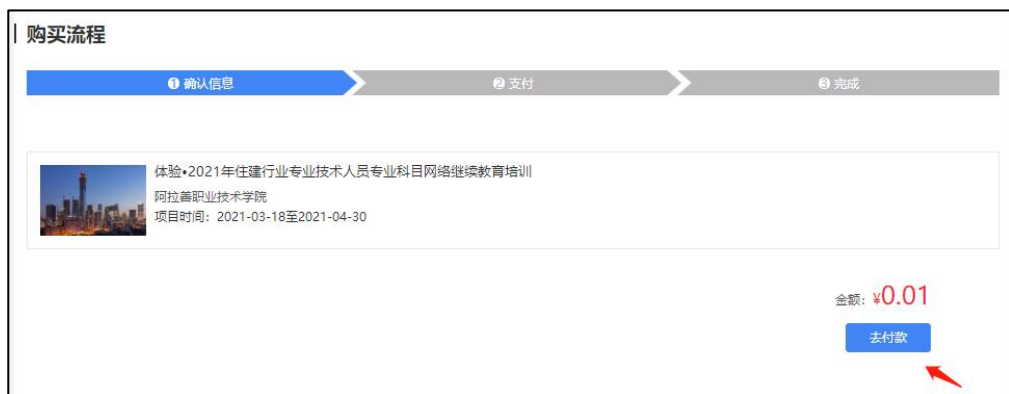 购买流程
❶ 确认信息
❷ 支付
❸ 完成
体验•2021年住建行业专业技术人员专业科目网络继续教育培训
阿拉善职业技术学院
项目时间：2021-03-18至2021-04-30
金额：¥0.01
去付款